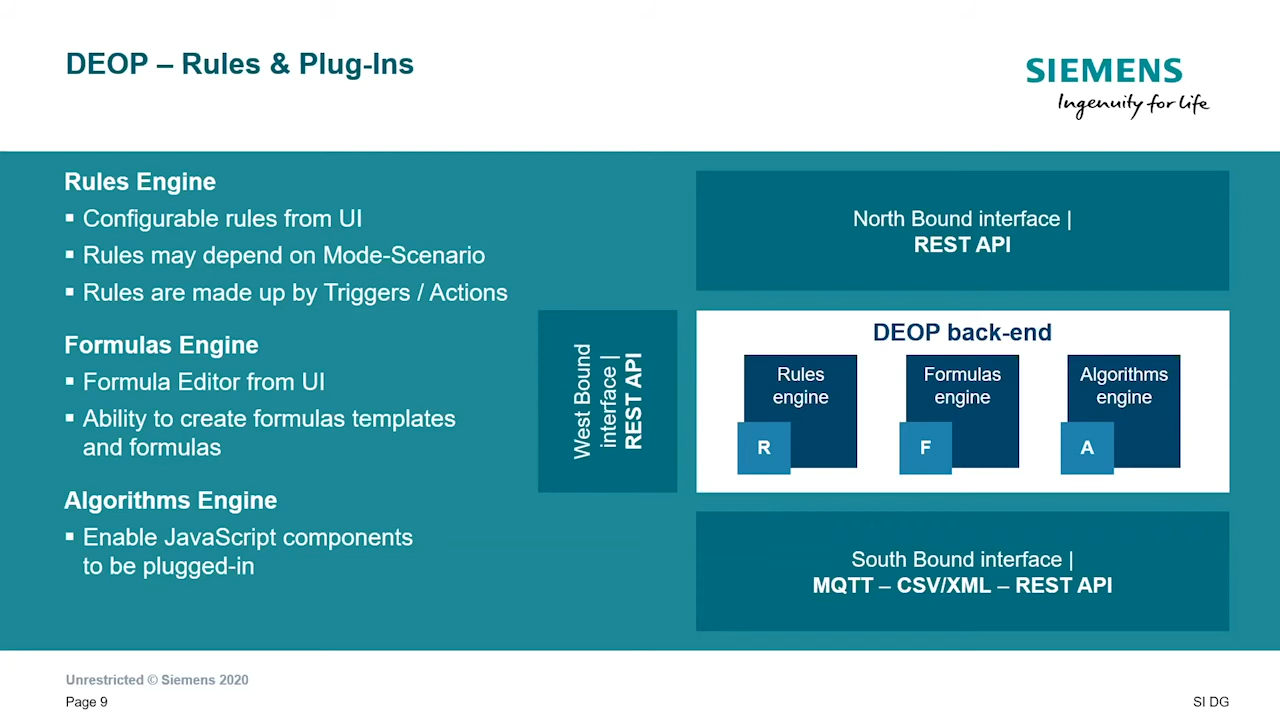 DEOP – Rules & Plug-Ins
SIEMENS
Ingenuity for life
Rules Engine
▪ Configurable rules from UI
▪ Rules may depend on Mode-Scenario
▪ Rules are made up by Triggers / Actions
Formulas Engine
▪ Formula Editor from UI
▪ Ability to create formulas templates
and formulas
Algorithms Engine
▪ Enable JavaScript components
to be plugged-in
North Bound interface |
REST API
West Bound
interface |
REST API
DEOP back-end
Rules
engine
R
Formulas
engine
F
Algorithms
engine
A
South Bound interface |
MQTT – CSV/XML – REST API
Unrestricted © Siemens 2020
Page 9
SI DG